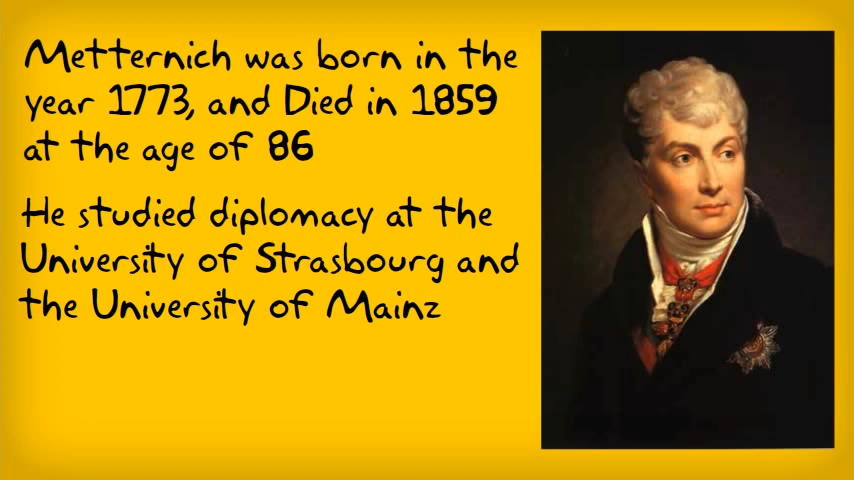 Metternich was born in the
year 1773, and Died in 1859
at the age of 86
He studied diplomacy at the
University of Strasbourg and
the University of Mainz